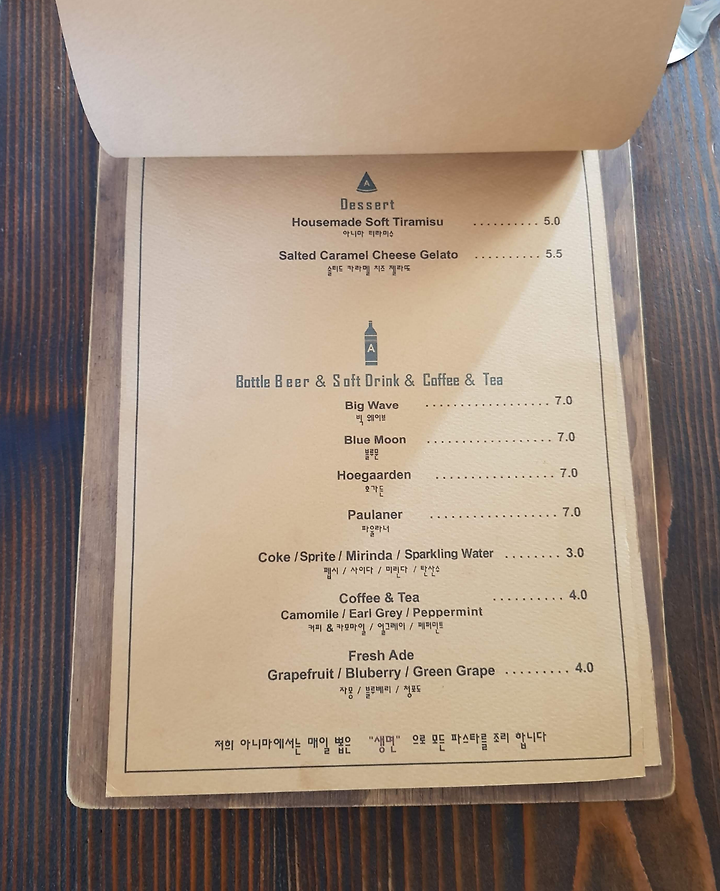 A
Dessert
Housemade Soft Tiramisu .......... 5.0
아니마 티라미수
Salted Caramel Cheese Gelato .......... 5.5
솔티드 카라멜 치즈 젤라또
A
Bottle Beer & Soft Drink & Coffee & Tea
Big Wave .................... 7.0
빅 웨이브
Blue Moon .................... 7.0
블루문
Hoegaarden .................. 7.0
호가든
Paulaner .................... 7.0
파울라너
Coke / Sprite / Mirinda / Sparkling Water ......... 3.0
펩시 / 사이다 / 미린다 / 탄산수
Coffee & Tea ........... 4.0
Camomile / Earl Grey / Peppermint
커피 & 카모마일 / 얼그레이 / 페퍼민트
Fresh Ade
Grapefruit / Bluberry / Green Grape .......... 4.0
자몽 / 블루베리 / 청포도
저희 아니마에서는 매일 뽑은 "생면" 으로 모든 파스타를 조리 합니다